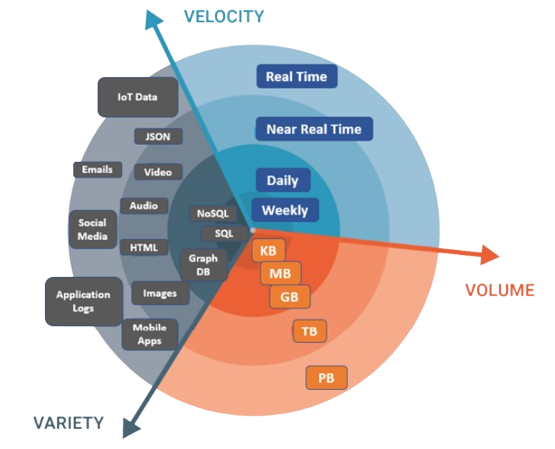 VELOCITY
Real Time
IoT Data
Near Real Time
JSON
Emails
Video
Daily
Audio
NoSQL
Weekly
Social
Media
SQL
HTML
KB
Graph
DB
MB
VOLUME
Application
Logs
Images
GB
Mobile
Apps
TB
PB
VARIETY